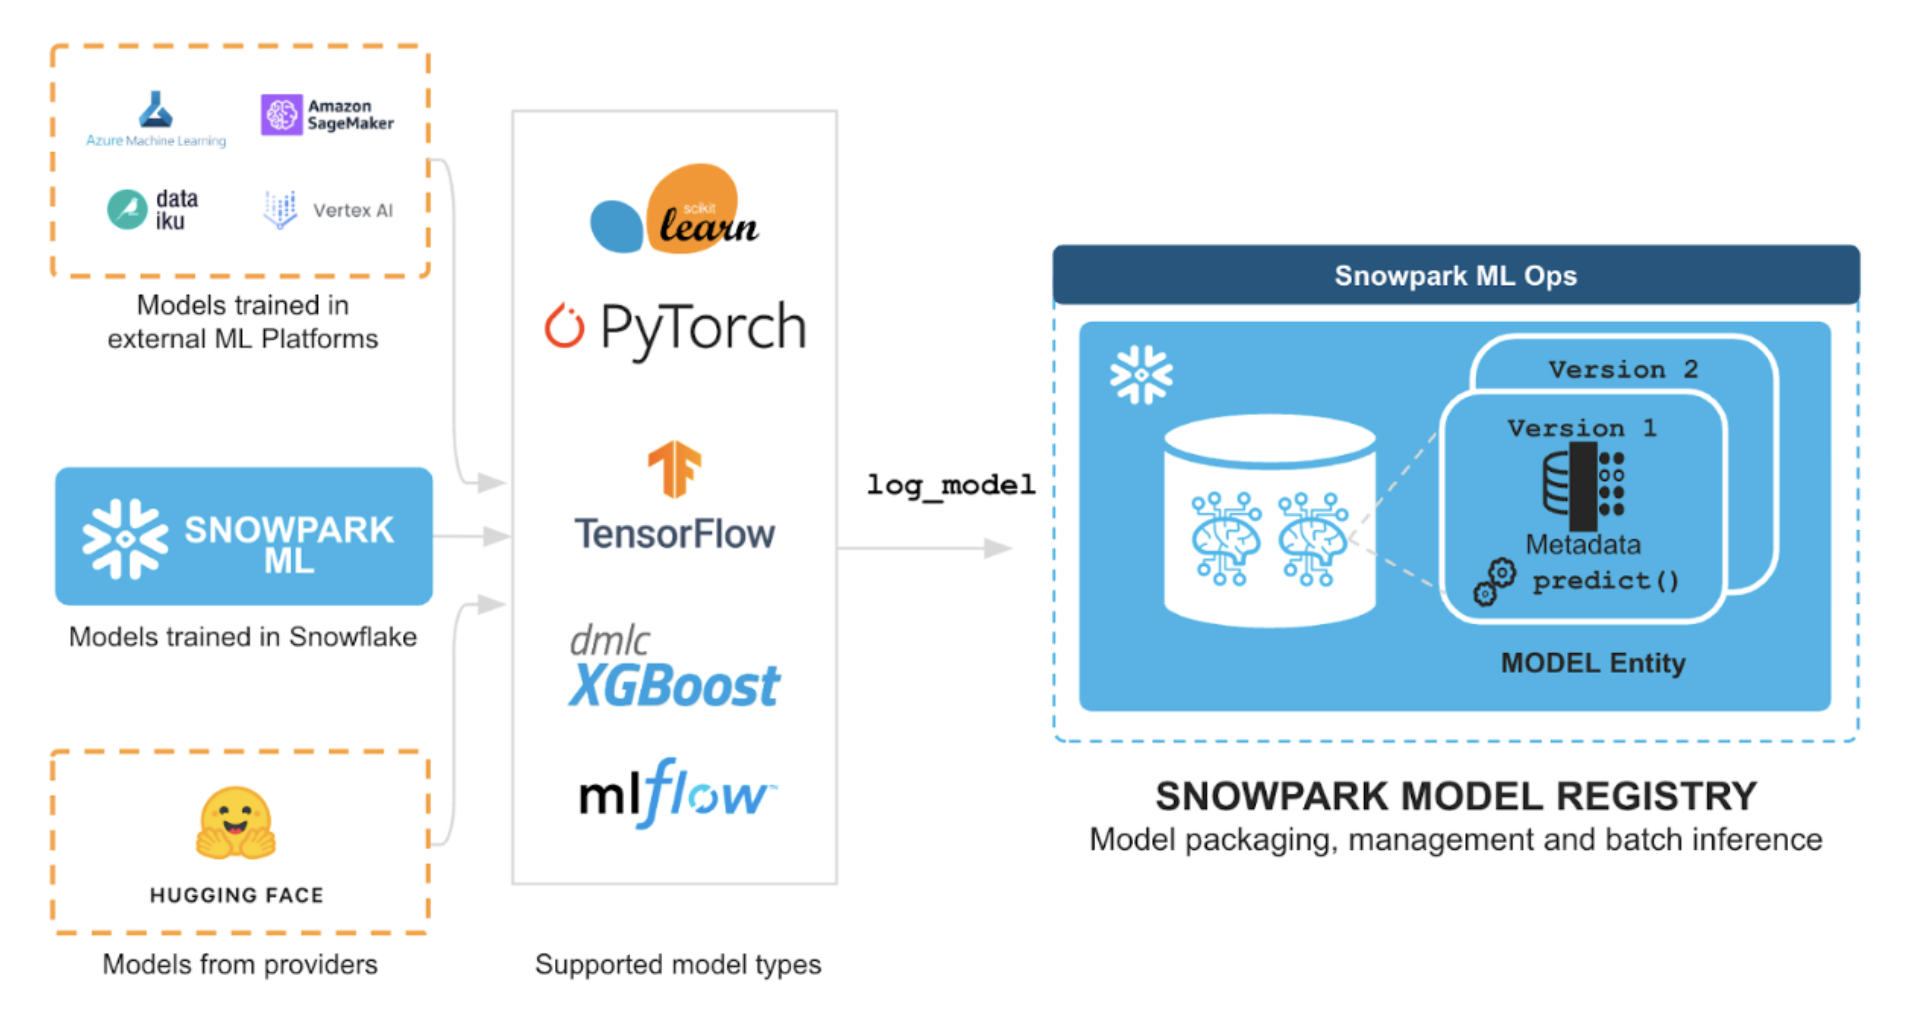 Azure Machine Learning
Amazon
SageMaker
data
iku
Vertex AI
Models trained in
external ML Platforms
SNOWPARK
ML
Models trained in Snowflake
HUGGING FACE
Models from providers
scikit
learn
PyTorch
TensorFlow
dmlc
XGBoost
mlflow™
Supported model types
log_model
Snowpark ML Ops
Version 2
Version 1
Metadata
predict()
MODEL Entity
SNOWPARK MODEL REGISTRY
Model packaging, management and batch inference